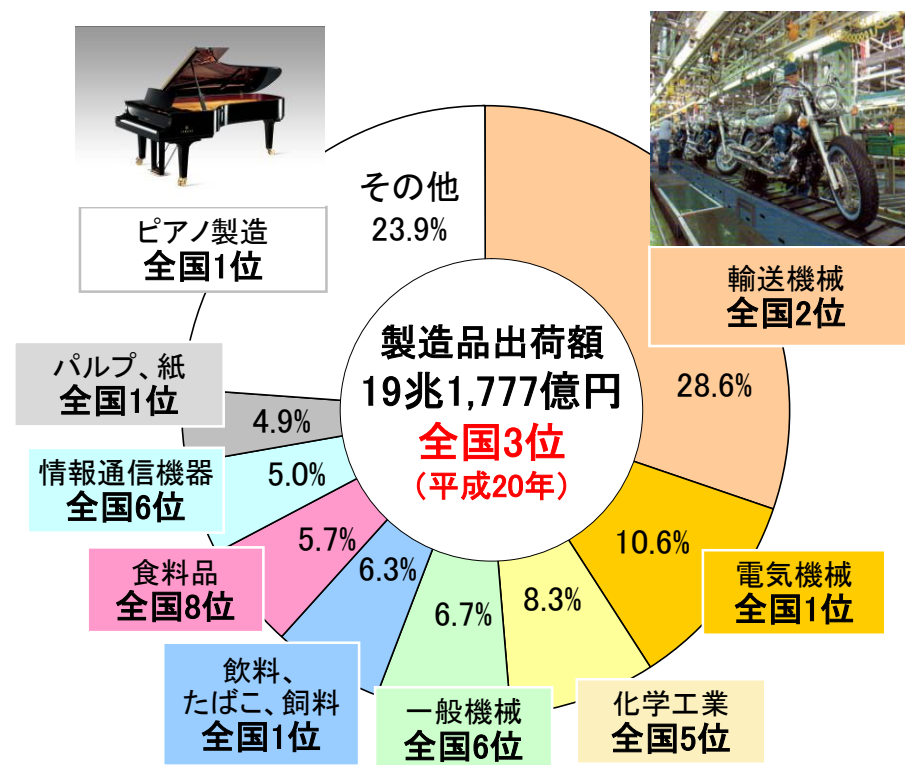 その他
23.9%
ピアノ製造
全国1位
輸送機械
全国2位
28.6%
製造品出荷額
19兆1,777億円
全国3位
（平成20年）
パルプ、紙
全国1位
4.9%
情報通信機器
全国6位
5.0%
食料品
全国8位
5.7%
飲料、
たばこ、飼料
全国1位
6.3%
一般機械
全国6位
6.7%
化学工業
全国5位
8.3%
電気機械
全国1位
10.6%